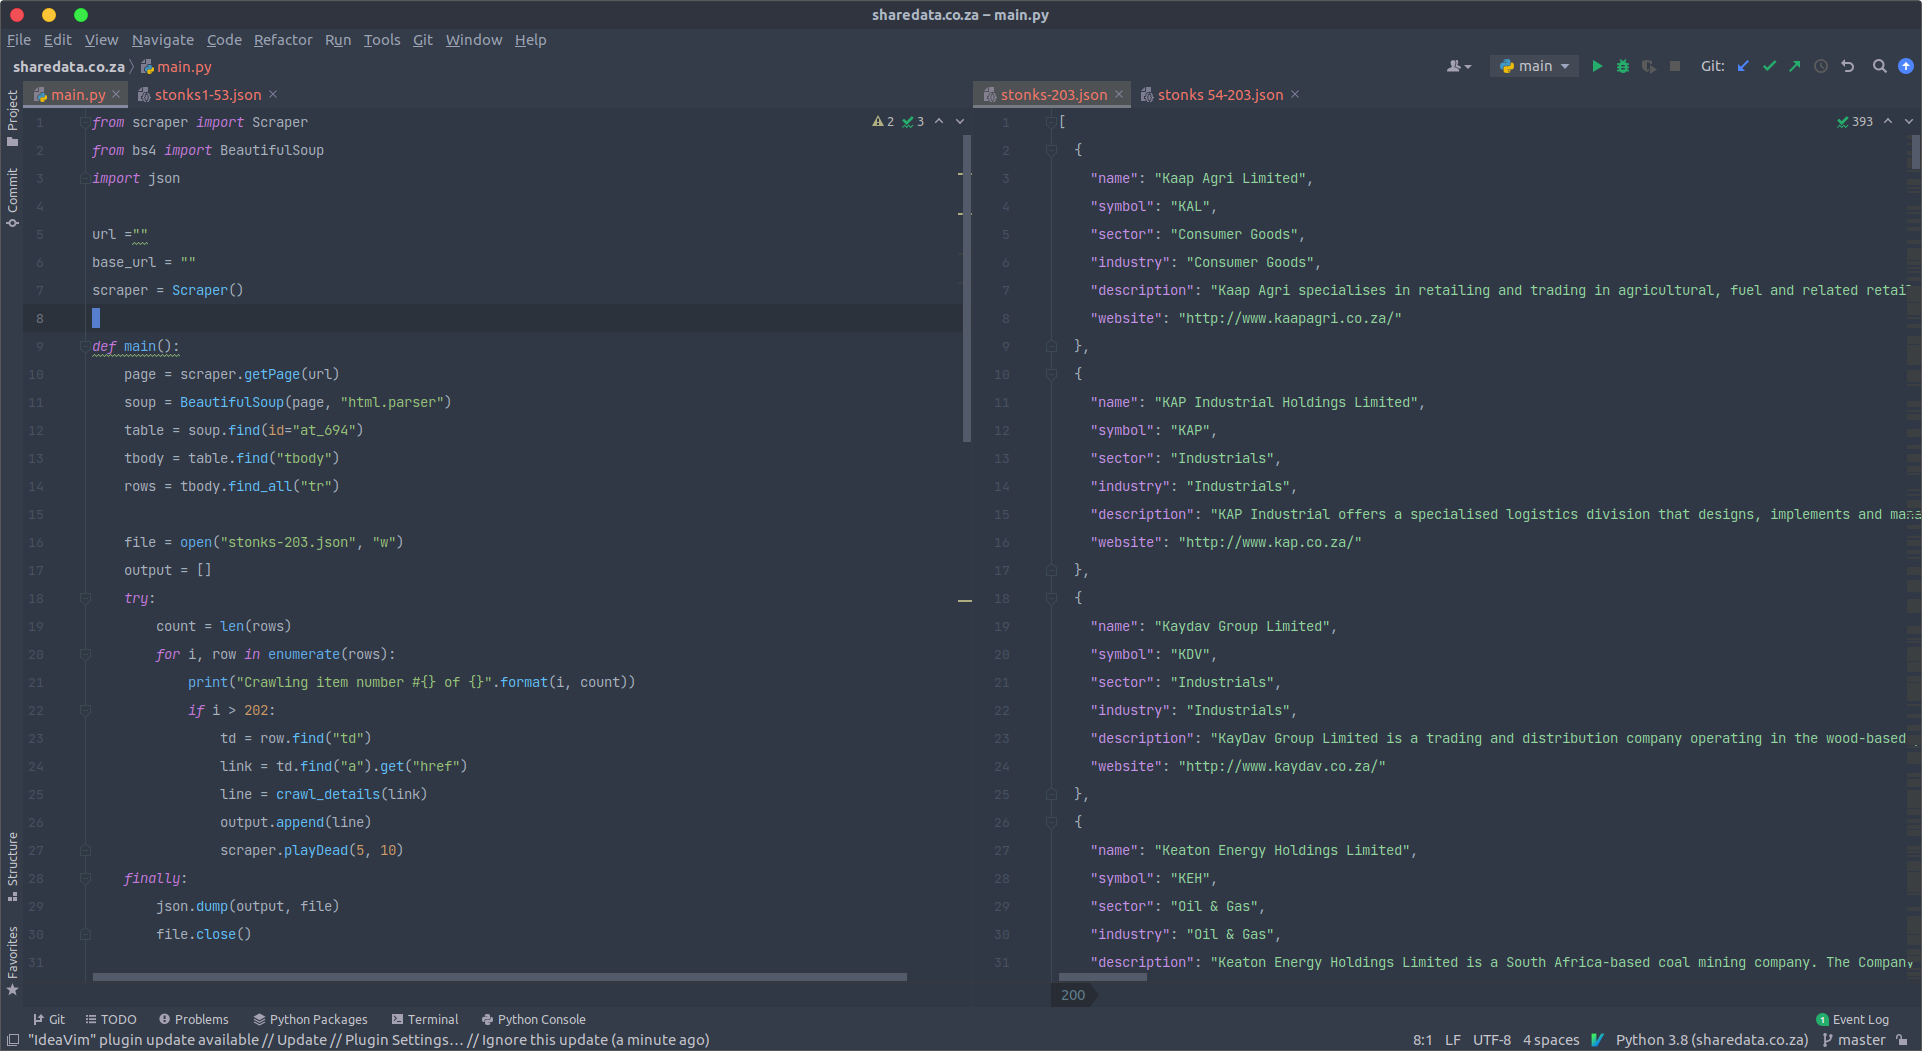 sharedata.co.za – main.py
File Edit View Navigate Code Refactor Run Tools Git Window Help
sharedata.co.za main.py
main
Git:
Project
Commit
Structure
Favorites
main.py
stonks1-53.json
2 3
1 from scraper import Scraper
2 from bs4 import BeautifulSoup
3 import json
4
5 url =""
6 base_url = ""
7 scraper = Scraper()
8
9 def main():
10 page = scraper.getPage(url)
11 soup = BeautifulSoup(page, "html.parser")
12 table = soup.find(id="at_694")
13 tbody = table.find("tbody")
14 rows = tbody.find_all("tr")
15
16 file = open("stonks-203.json", "w")
17 output = []
18 try:
19 count = len(rows)
20 for i, row in enumerate(rows):
21 print("Crawling item number #{} of {}".format(i, count))
22 if i > 202:
23 td = row.find("td")
24 link = td.find("a").get("href")
25 line = crawl_details(link)
26 output.append(line)
27 scraper.playDead(5, 10)
28 finally:
29 json.dump(output, file)
30 file.close()
31
stonks-203.json
stonks 54-203.json
393
1 [
2 {
3 "name": "Kaap Agri Limited",
4 "symbol": "KAL",
5 "sector": "Consumer Goods",
6 "industry": "Consumer Goods",
7 "description": "Kaap Agri specialises in retailing and trading in agricultural, fuel and related retai
8 "website": "http://www.kaapagri.co.za/"
9 },
10 {
11 "name": "KAP Industrial Holdings Limited",
12 "symbol": "KAP",
13 "sector": "Industrials",
14 "industry": "Industrials",
15 "description": "KAP Industrial offers a specialised logistics division that designs, implements and ma
16 "website": "http://www.kap.co.za/"
17 },
18 {
19 "name": "Kaydav Group Limited",
20 "symbol": "KDV",
21 "sector": "Industrials",
22 "industry": "Industrials",
23 "description": "KayDav Group Limited is a trading and distribution company operating in the wood-based
24 "website": "http://www.kaydav.co.za/"
25 },
26 {
27 "name": "Keaton Energy Holdings Limited",
28 "symbol": "KEH",
29 "sector": "Oil & Gas",
30 "industry": "Oil & Gas",
31 "description": "Keaton Energy Holdings Limited is a South Africa-based coal mining company. The Company
200
Git TODO Problems Python Packages Terminal Python Console
1 Event Log
"IdeaVim" plugin update available // Update // Plugin Settings... // Ignore this update (a minute ago)
8:1 LF UTF-8 4 spaces Python 3.8 (sharedata.co.za) master